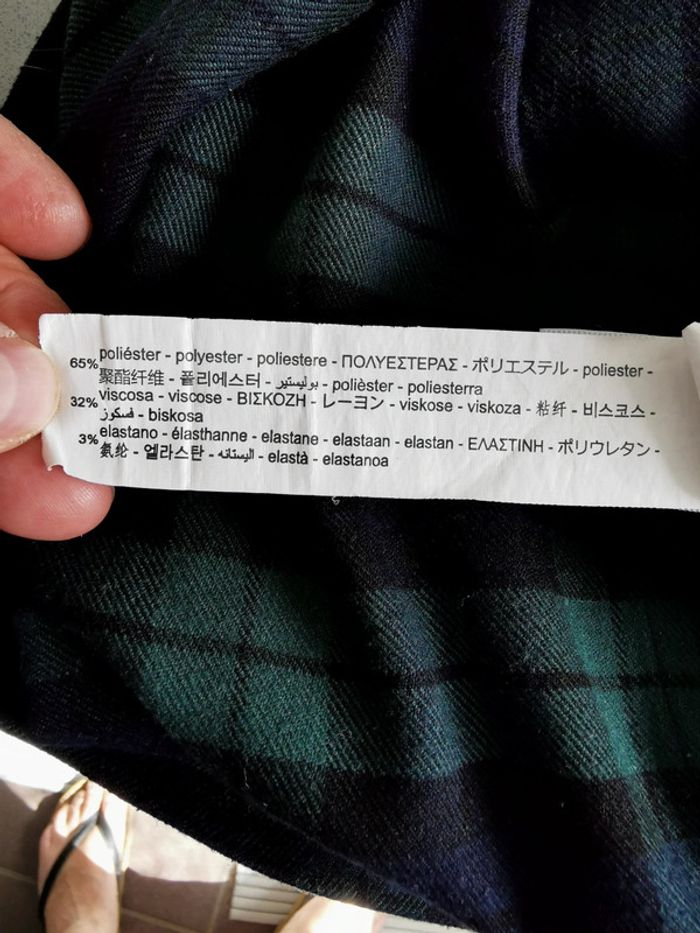 65% poliéster - polyester - poliestere - ΠΟΛΥΕΣΤΕΡΑΣ - ポリエステル - poliester -
聚酯纤维 - 폴리에스터 - بوليستير - polièster - poliesterra
32% viscosa - viscose - ΒΙΣΚΟΖΗ - レーヨン - viskose - viskoza - 粘纤 - 비스코스 -
فسكوز - biskosa
3% elastano - élasthanne - elastane - elastaan - elastan - ΕΛΑΣΤΙΝΗ - ポリウレタン -
氨纶 - 엘라스탄 - اليستانه - elastà - elastanoa